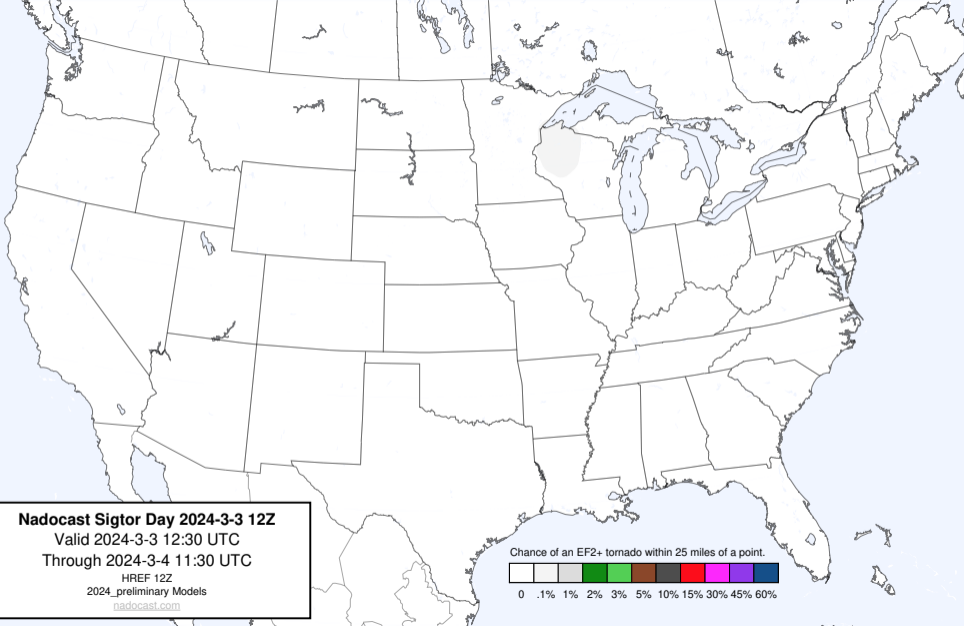 Nadocast Sigtor Day 2024-3-3 12Z
Valid 2024-3-3 12:30 UTC
Through 2024-3-4 11:30 UTC
HREF 12Z
2024_preliminary Models
nadocast.com
Chance of an EF2+ tornado within 25 miles of a point.
0 .1% 1% 2% 3% 5% 10% 15% 30% 45% 60%